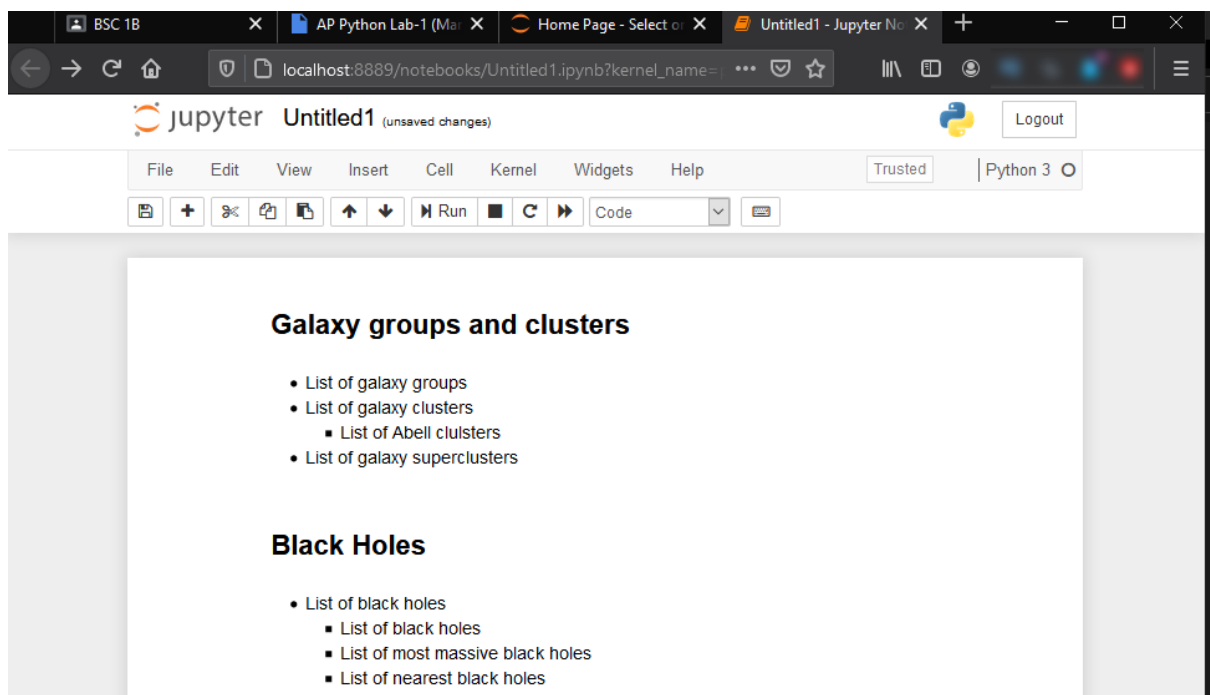 BSC 1B
AP Python Lab-1 (Mar
Home Page - Select or
Untitled1 - Jupyter No
localhost:8889/notebooks/Untitled1.ipynb?kernel_name=
jupyter Untitled1 (unsaved changes)
Logout
File Edit View Insert Cell Kernel Widgets Help
Trusted Python 3
Run Code
Galaxy groups and clusters
• List of galaxy groups
• List of galaxy clusters
▪ List of Abell clulsters
• List of galaxy superclusters
Black Holes
• List of black holes
▪ List of black holes
▪ List of most massive black holes
▪ List of nearest black holes